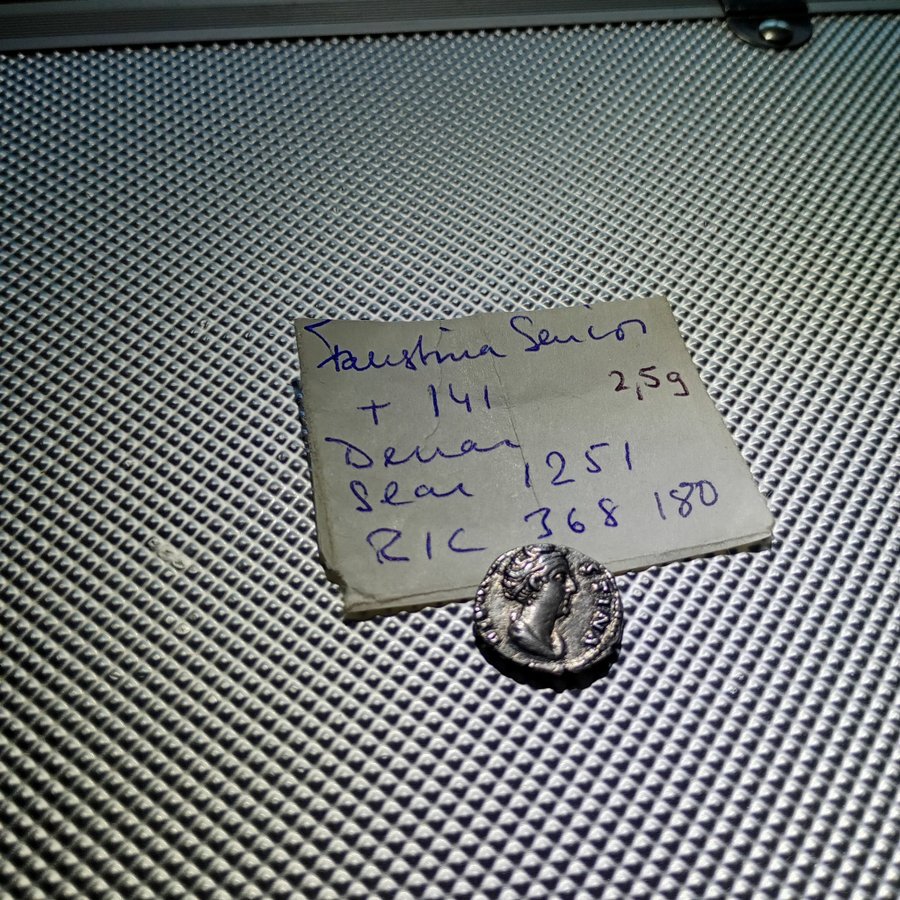 Faustina Senior
+ 141 2,5g
Denar
Sear 1251
RIC 368 180